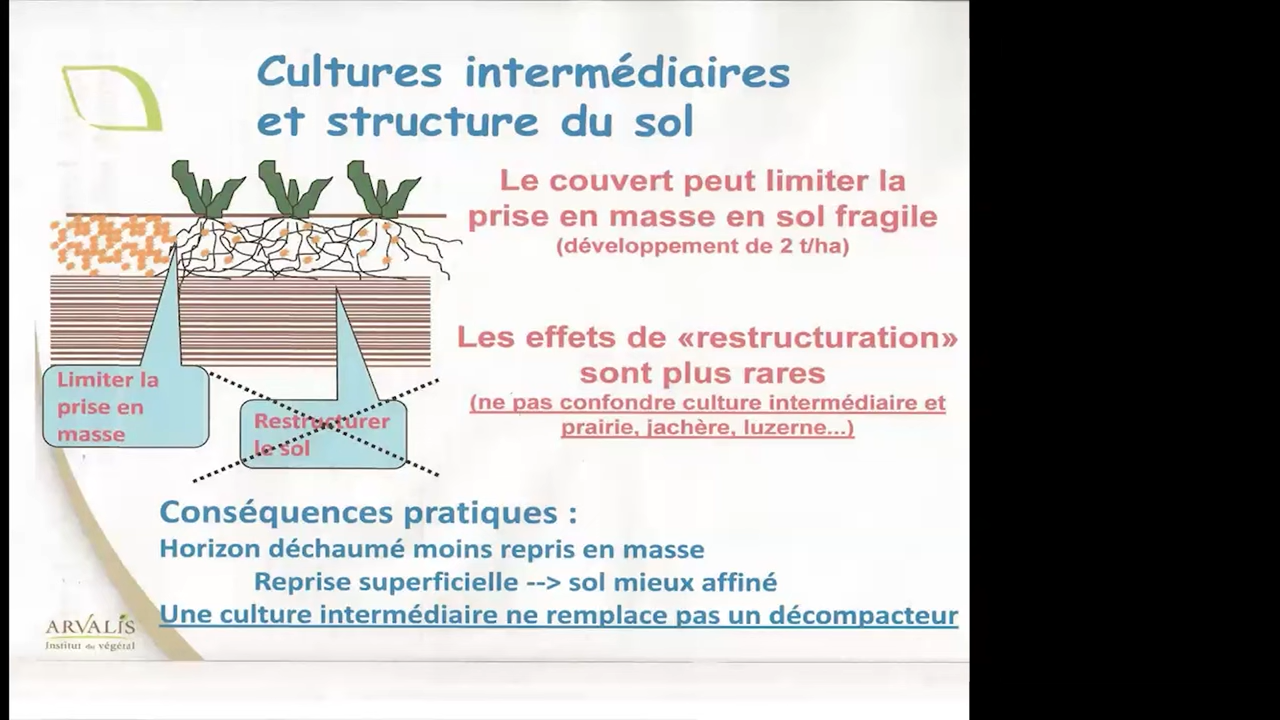 Cultures intermédiaires
et structure du sol
Le couvert peut limiter la
prise en masse en sol fragile
(développement de 2 t/ha)
Les effets de «restructuration»
sont plus rares
(ne pas confondre culture intermédiaire et
prairie, jachère, luzerne...)
Limiter la
prise en
masse
Restructurer
le sol
Conséquences pratiques :
Horizon déchaumé moins repris en masse
Reprise superficielle --> sol mieux affiné
Une culture intermédiaire ne remplace pas un décompacteur
ARVALIS
Institut du végétal